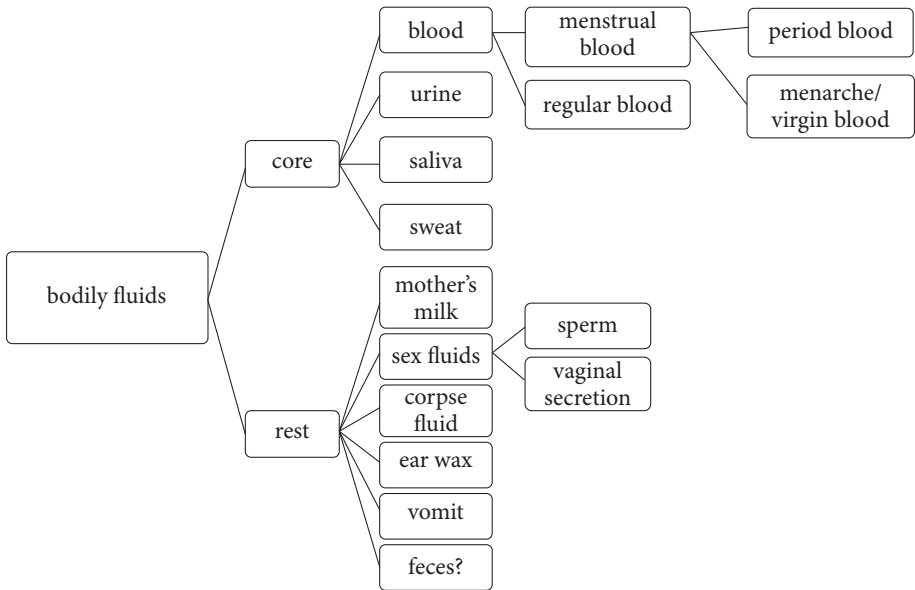 blood
menstrual
blood
period blood
urine
regular blood
menarche/
virgin blood
core
saliva
sweat
bodily fluids
mother’s
milk
sex fluids
sperm
vaginal
secretion
corpse
fluid
rest
ear wax
vomit
feces?